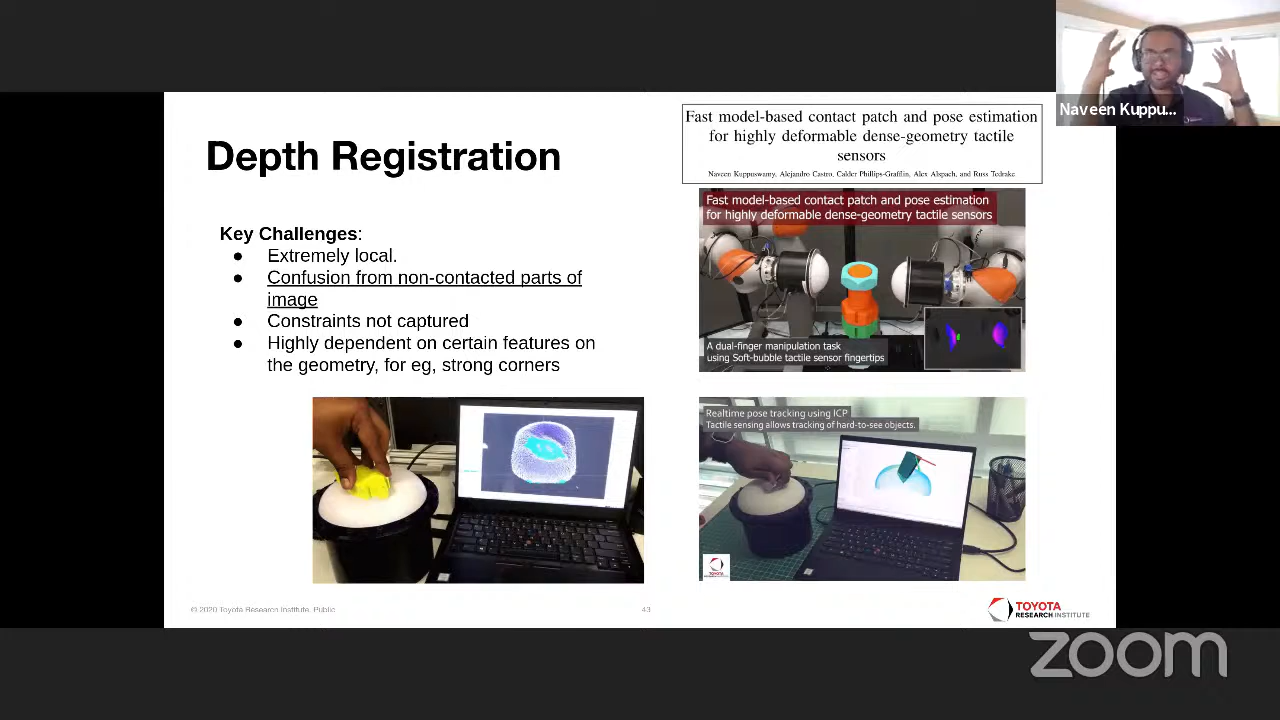 Naveen Kuppu...
Fast model-based contact patch and pose estimation
for highly deformable dense-geometry tactile
sensors
Naveen Kuppuswamy, Alejandro Castro, Calder Phillips-Grafflin, Alex Alspach, and Russ Tedrake
Depth Registration
Fast model-based contact patch and pose estimation
for highly deformable dense-geometry tactile sensors
Key Challenges:
● Extremely local.
● Confusion from non-contacted parts of
image
● Constraints not captured
● Highly dependent on certain features on
the geometry, for eg, strong corners
A dual-finger manipulation task
using Soft-bubble tactile sensor fingertips
Realtime pose tracking using ICP
Tactile sensing allows tracking of hard-to-see objects.
TOYOTA
© 2020 Toyota Research Institute. Public
43
TOYOTA
RESEARCH INSTITUTE
zoom